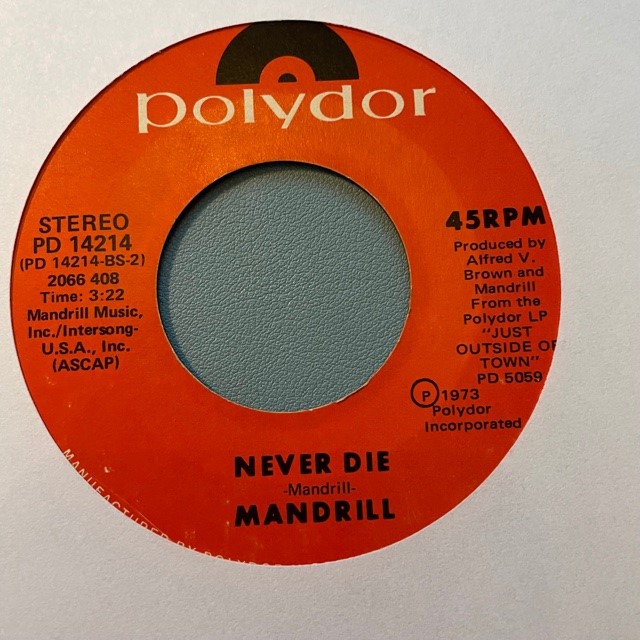 polydor
STEREO
PD 14214
(PD 14214-BS-2)
2066 408
Time: 3:22
Mandrill Music,
Inc./Intersong-
U.S.A., Inc.
(ASCAP)
45RPM
Produced by
Alfred V.
Brown and
Mandrill
From the
Polydor LP
"JUST
OUTSIDE OF
TOWN"
PD 5059
℗ 1973
Polydor
Incorporated
NEVER DIE
-Mandrill-
MANDRILL
MANUFACTURED BY